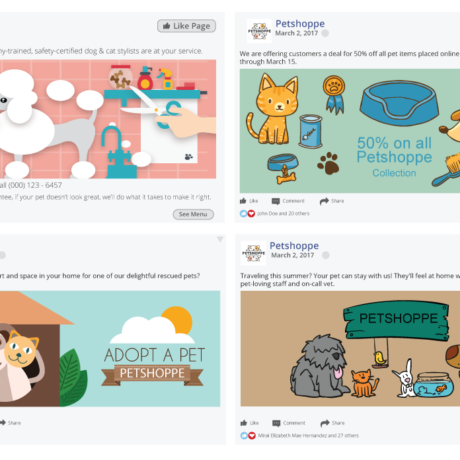 Like Page
ny-trained, safety-certified dog & cat stylists are at your service.
all (000) 123 - 6457
tee, if your pet doesn't look great, we'll do what it takes to make it right.
See Menu
Petshoppe
March 2, 2017
We are offering customers a deal for 50% off all pet items placed online
through March 15.
50% on all
Petshoppe
Collection
Like Comment Share
John Doe and 20 others
rt and space in your home for one of our delightful rescued pets?
ADOPT A PET
PETSHOPPE
Share
Petshoppe
March 2, 2017
Traveling this summer? Your pet can stay with us! They'll feel at home w
pet-loving staff and on-call vet.
PETSHOPPE
Like Comment Share
Mihai Elizabeth Mae Hernandez and 27 others